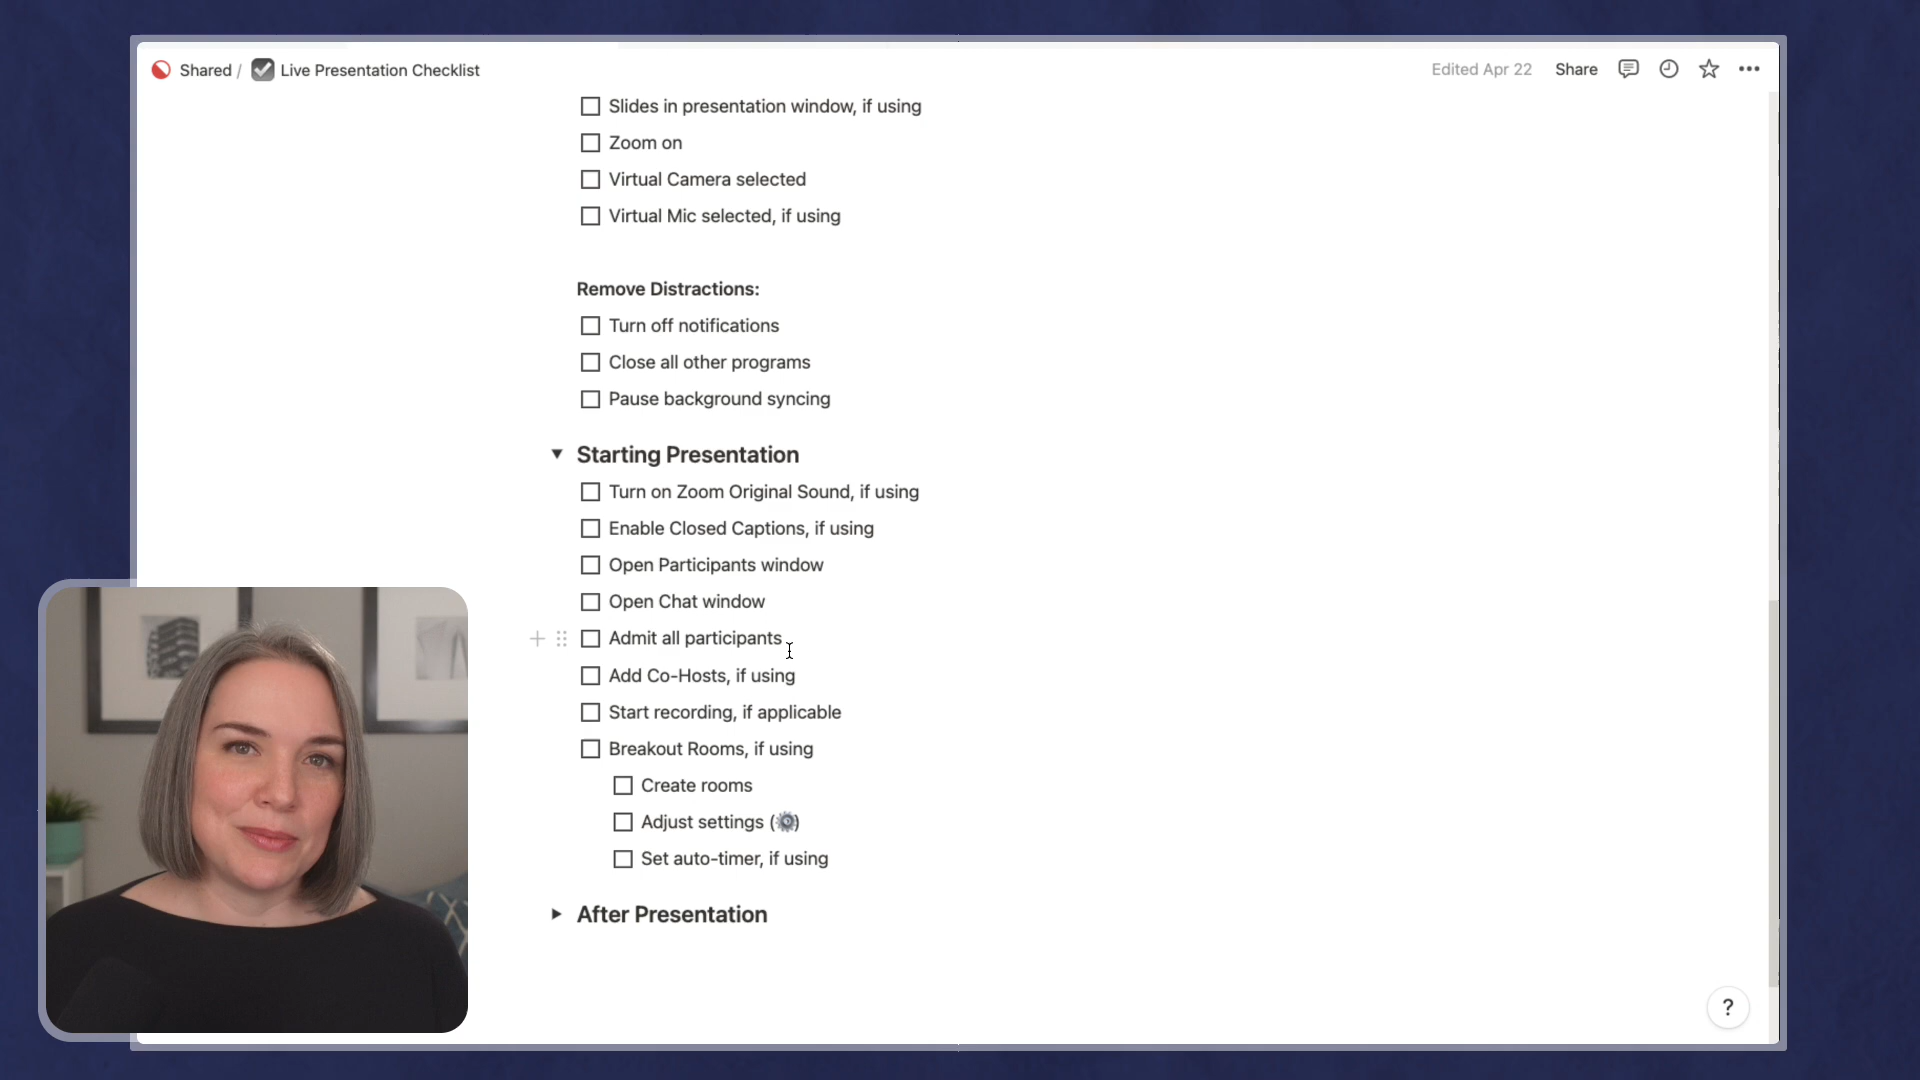 Shared / Live Presentation Checklist
Edited Apr 22 Share
Slides in presentation window, if using
Zoom on
Virtual Camera selected
Virtual Mic selected, if using
Remove Distractions:
Turn off notifications
Close all other programs
Pause background syncing
Starting Presentation
Turn on Zoom Original Sound, if using
Enable Closed Captions, if using
Open Participants window
Open Chat window
Admit all participants
Add Co-Hosts, if using
Start recording, if applicable
Breakout Rooms, if using
Create rooms
Adjust settings (⚙️)
Set auto-timer, if using
After Presentation
?